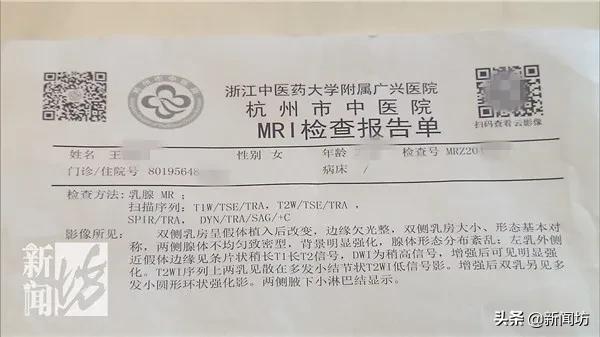 浙江中医药大学附属广兴医院
杭州市中医院
MRI检查报告单
扫码查看云影像
姓名 王 性别 女 年龄 检查号 MRZ20
门诊/住院号 80195648 病床 /
检查方法:乳腺 MR ;
扫描序列: T1W/TSE/TRA, T2W/TSE/TRA ,
SPIR/TRA, DYN/TRA/SAG/+C
影像所见: 双侧乳房呈假体植入后改变,边缘欠光整,双侧乳房大小、形态基本对
称,两侧腺体不均匀致密型,背景明显强化,腺体形态分布紊乱;左乳外侧
近假体边缘见条片状稍长T1长T2信号,DWI为稍高信号,增强后可见明显强
化。T2WI序列上两乳见散在多发小结节状T2WI低信号影。增强后双乳另见多
发小圆形环状强化影。两侧腋下小淋巴结显示。
新闻坊
头条 @新闻坊